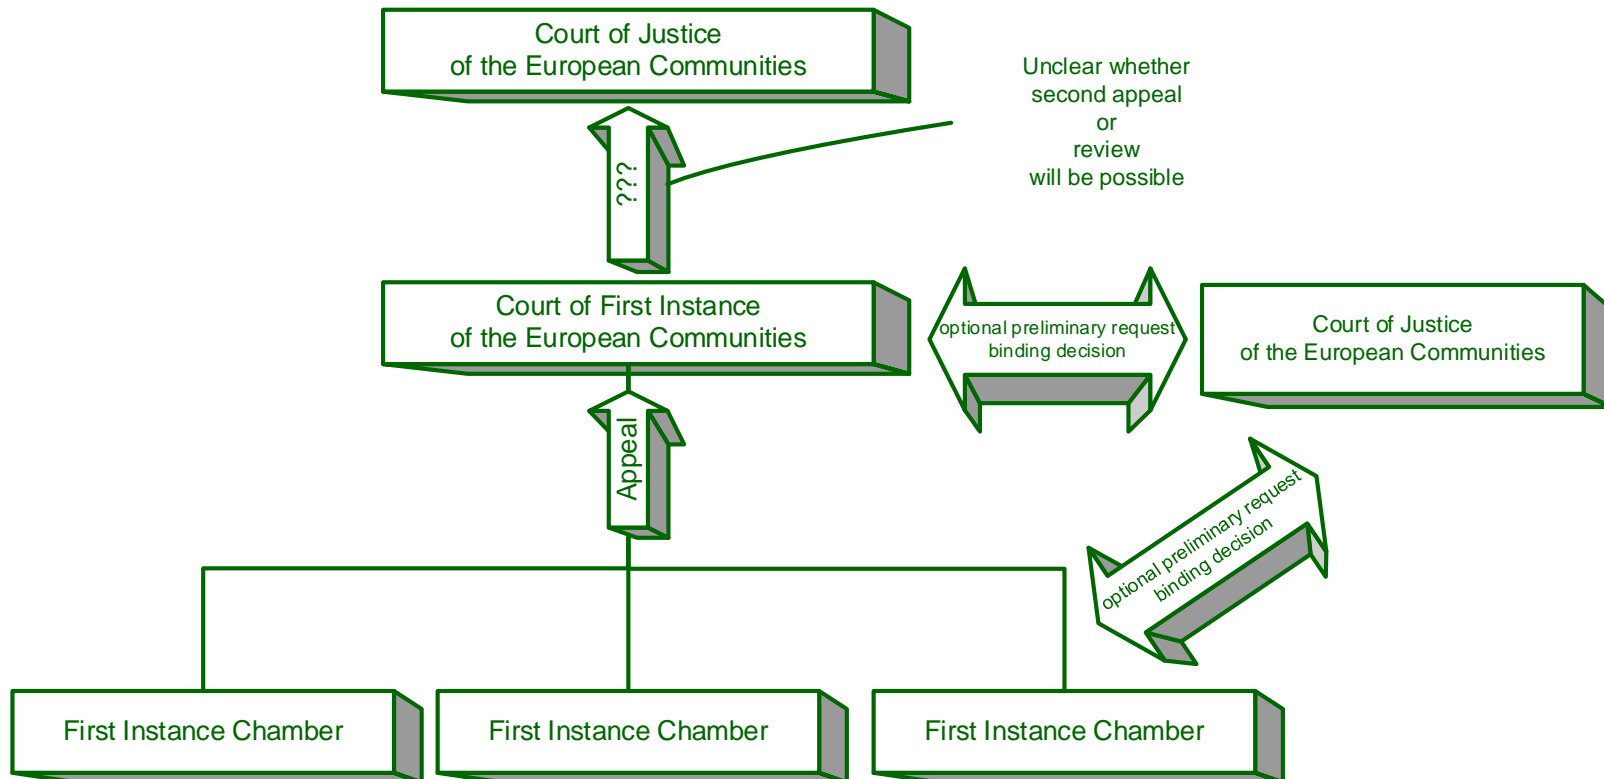 Court of Justice
of the European Communities
Unclear whether
second appeal
or
review
will be possible
???
Court of First Instance
of the European Communities
optional preliminary request
binding decision
Court of Justice
of the European Communities
Appeal
optional preliminary request
binding decision
First Instance Chamber
First Instance Chamber
First Instance Chamber